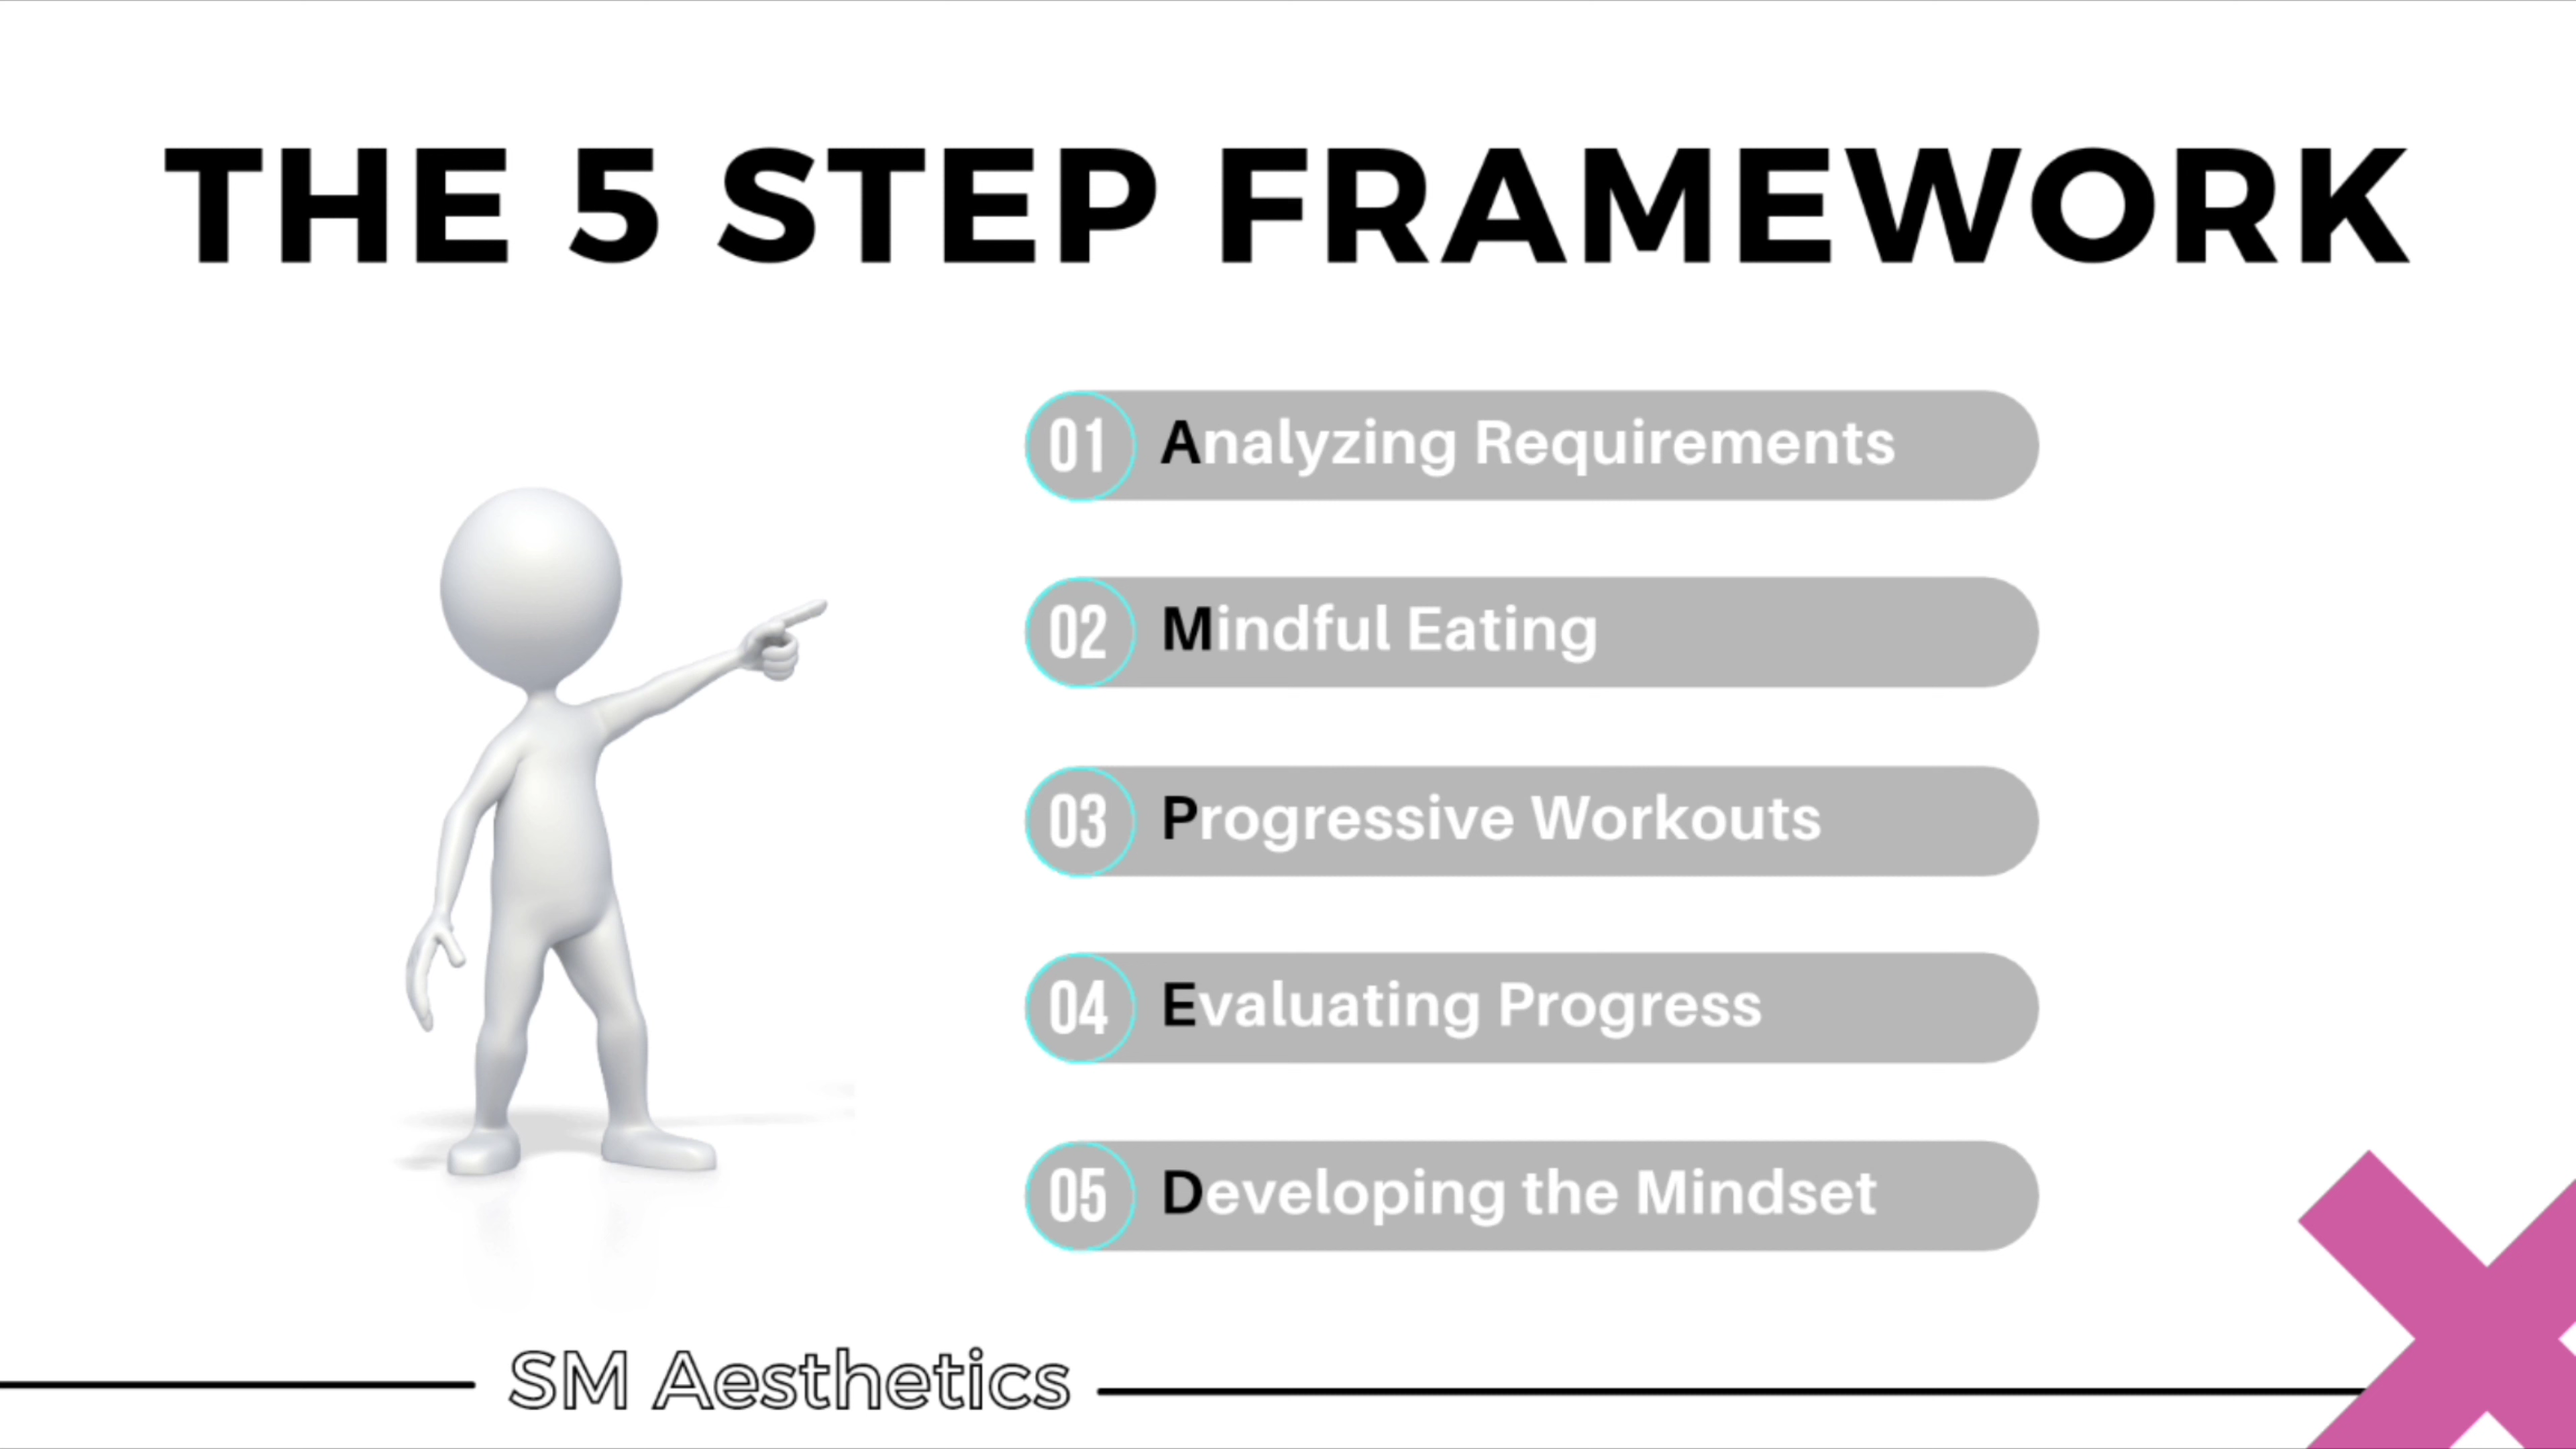 THE 5 STEP FRAMEWORK
01 Analyzing Requirements
02 Mindful Eating
03 Progressive Workouts
04 Evaluating Progress
05 Developing the Mindset
SM Aesthetics